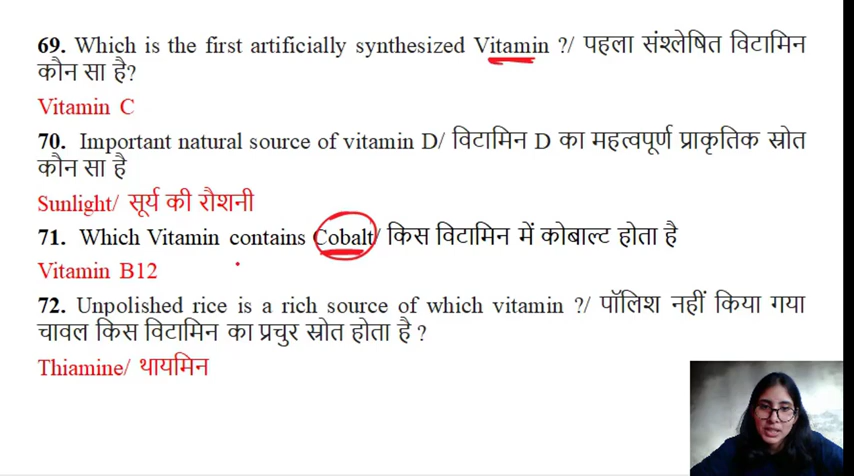 69. Which is the first artificially synthesized Vitamin ?/ पहला संश्लेषित विटामिन
कौन सा है?
Vitamin C
70. Important natural source of vitamin D/ विटामिन D का महत्वपूर्ण प्राकृतिक स्रोत
कौन सा है
Sunlight/ सूर्य की रौशनी
71. Which Vitamin contains Cobalt/ किस विटामिन में कोबाल्ट होता है
Vitamin B12
72. Unpolished rice is a rich source of which vitamin ?/ पॉलिश नहीं किया गया
चावल किस विटामिन का प्रचुर स्रोत होता है ?
Thiamine/ थायमिन